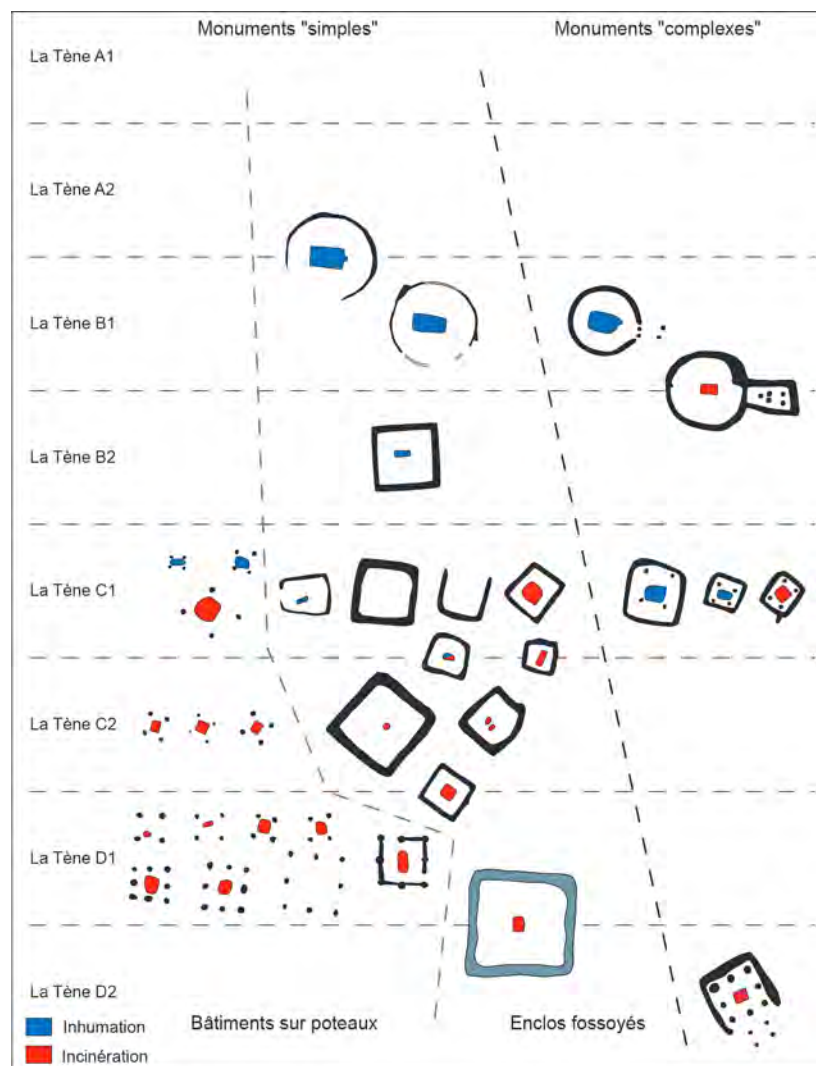 Monuments "simples"
Monuments "complexes"
La Tène A1
La Tène A2
La Tène B1
La Tène B2
La Tène C1
La Tène C2
La Tène D1
La Tène D2
Bâtiments sur poteaux
Enclos fossoyés
Inhumation
Incinération